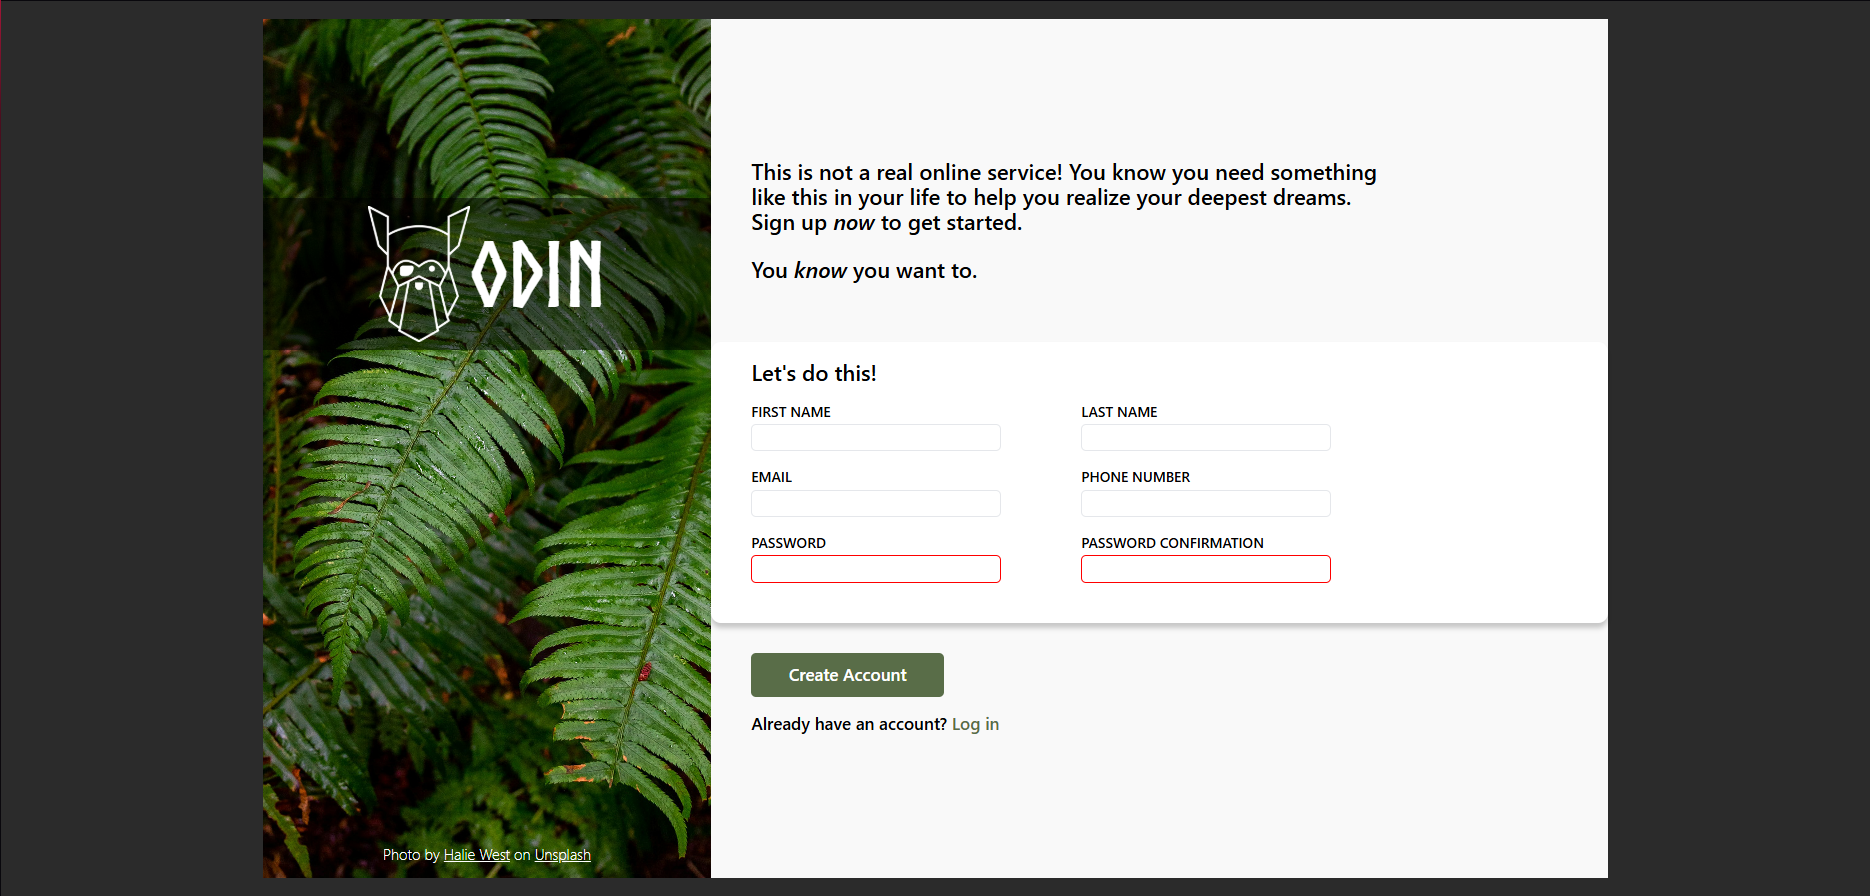 ODIN
Photo by Halie West on Unsplash
This is not a real online service! You know you need something
like this in your life to help you realize your deepest dreams.
Sign up now to get started.
You know you want to.
Let's do this!
FIRST NAME
LAST NAME
EMAIL
PHONE NUMBER
PASSWORD
PASSWORD CONFIRMATION
Create Account
Already have an account? Log in